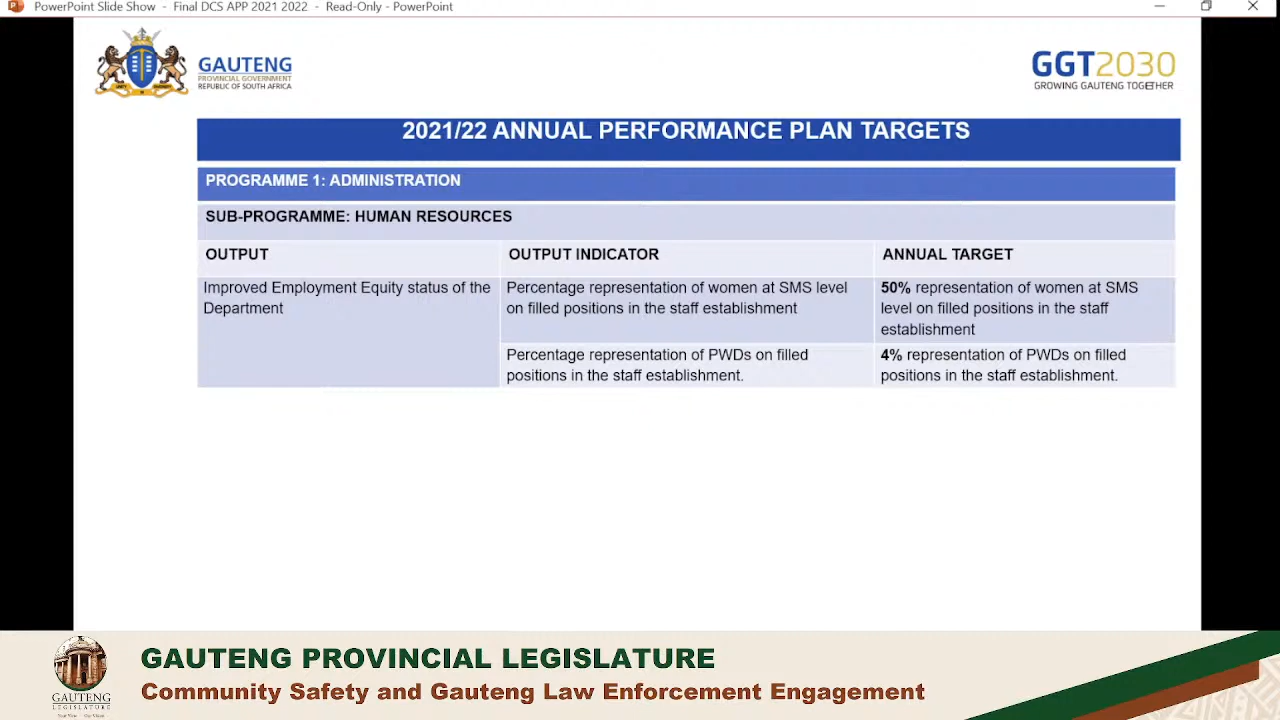 PowerPoint Slide Show - Final DCS APP 2021 2022 - Read-Only - PowerPoint
GAUTENG
PROVINCIAL GOVERNMENT
REPUBLIC OF SOUTH AFRICA
GGT2030
GROWING GAUTENG TOGETHER
2021/22 ANNUAL PERFORMANCE PLAN TARGETS
PROGRAMME 1: ADMINISTRATION
SUB-PROGRAMME: HUMAN RESOURCES
OUTPUT
OUTPUT INDICATOR
ANNUAL TARGET
Improved Employment Equity status of the
Department
Percentage representation of women at SMS level
on filled positions in the staff establishment
50% representation of women at SMS
level on filled positions in the staff
establishment
Percentage representation of PWDs on filled
positions in the staff establishment.
4% representation of PWDs on filled
positions in the staff establishment.
GAUTENG PROVINCIAL LEGISLATURE
Community Safety and Gauteng Law Enforcement Engagement
GAUTENG
LEGISLATURE